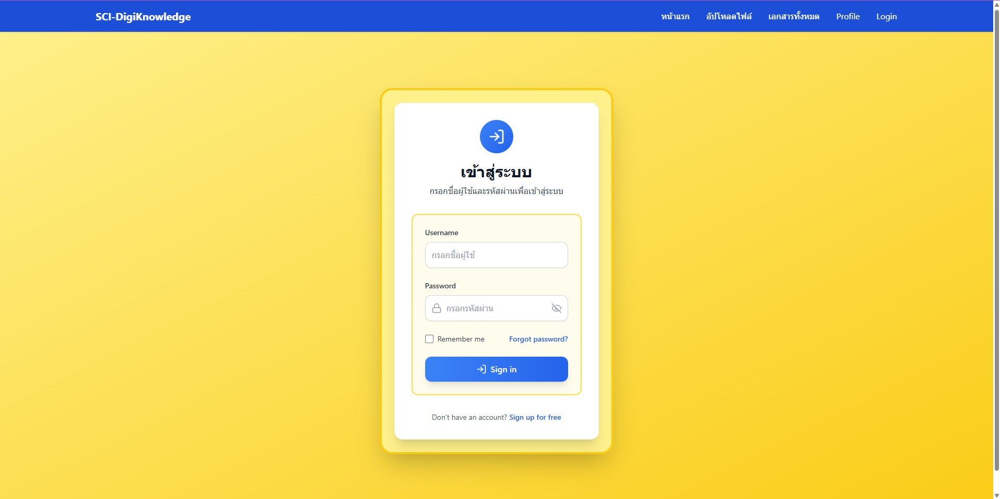 SCI-DigiKnowledge
หน้าแรก อัปโหลดไฟล์ เอกสารทั้งหมด Profile Login
เข้าสู่ระบบ
กรอกชื่อผู้ใช้และรหัสผ่านเพื่อเข้าสู่ระบบ
Username
กรอกชื่อผู้ใช้
Password
กรอกรหัสผ่าน
Remember me Forgot password?
Sign in
Don't have an account? Sign up for free